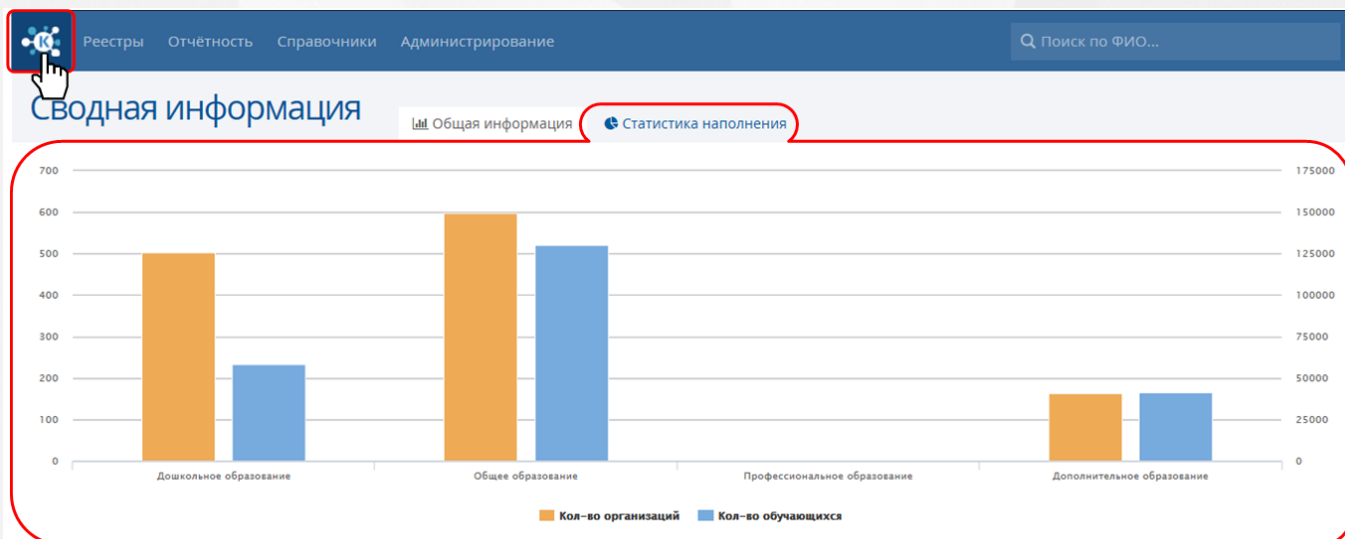 K Реестры Отчётность Справочники Администрирование Поиск по ФИО...
Сводная информация Общая информация Статистика наполнения
700 175000
600 150000
500 125000
400 100000
300 75000
200 50000
100 25000
0 0
Дошкольное образование Общее образование Профессиональное образование Дополнительное образование
Кол-во организаций Кол-во обучающихся